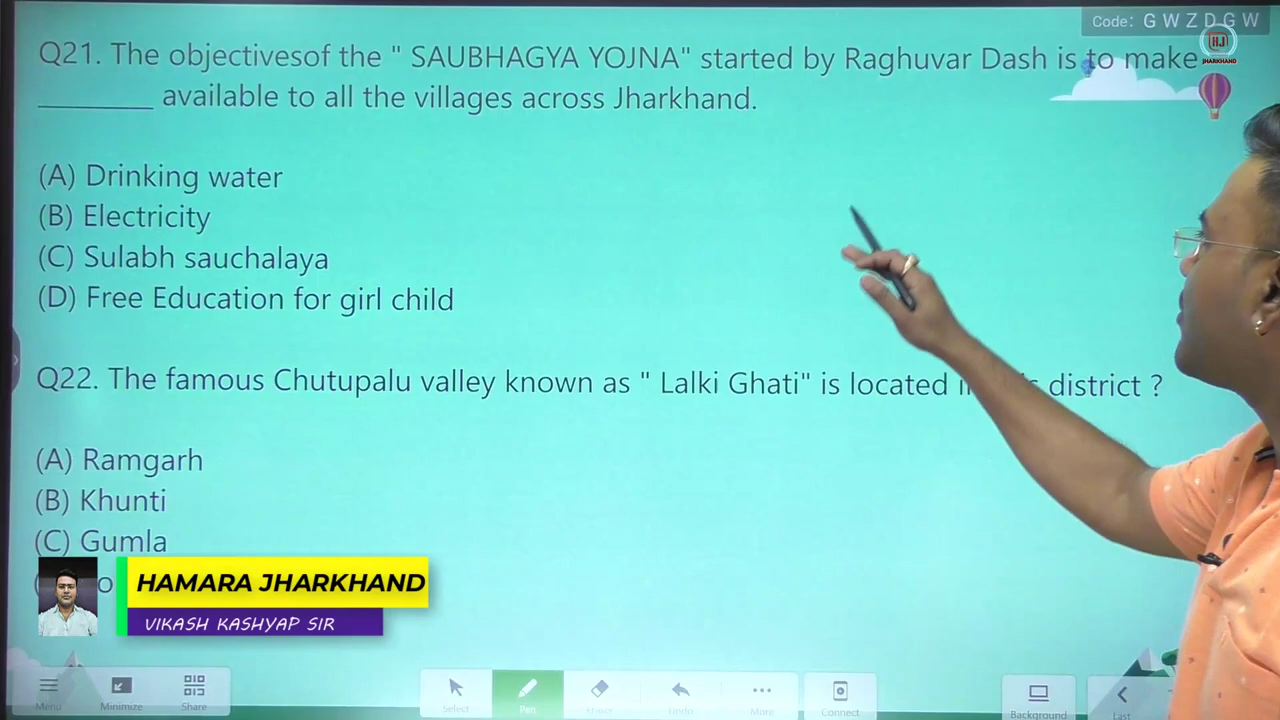 Code: G W Z D G W
HJ
JHARKHAND
Q21. The objectivesof the " SAUBHAGYA YOJNA" started by Raghuvar Dash is to make
________ available to all the villages across Jharkhand.
(A) Drinking water
(B) Electricity
(C) Sulabh sauchalaya
(D) Free Education for girl child
Q22. The famous Chutupalu valley known as " Lalki Ghati" is located district ?
(A) Ramgarh
(B) Khunti
(C) Gumla
HAMARA JHARKHAND
VIKASH KASHYAP SIR
Menu Minimize Share Select Pen Eraser Undo More Connect Background Last